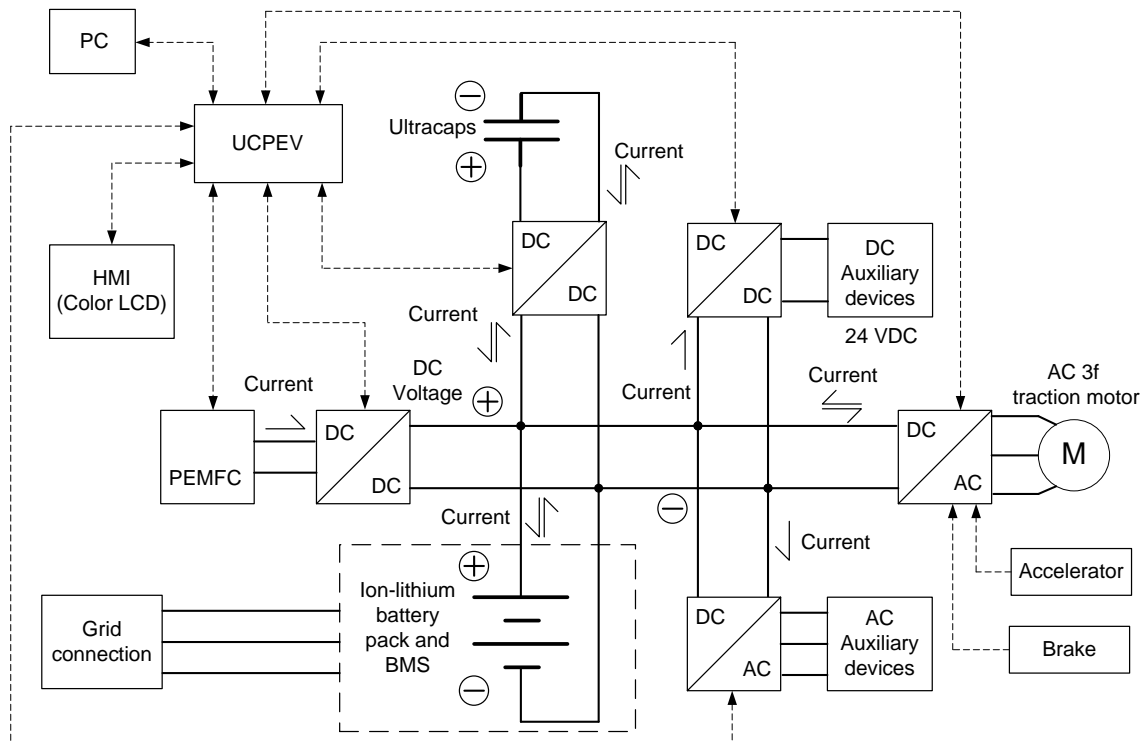 PC
UCPEV
HMI
(Color LCD)
Ultracaps
Current
DC
DC
Current
DC
DC
DC
Auxiliary
devices
24 VDC
Current
DC
Voltage
Current
PEMFC
DC
DC
Current
Current
AC 3f
traction motor
DC
AC
M
Current
Current
Accelerator
Brake
Grid
connection
Ion-lithium
battery
pack and
BMS
DC
AC
AC
Auxiliary
devices